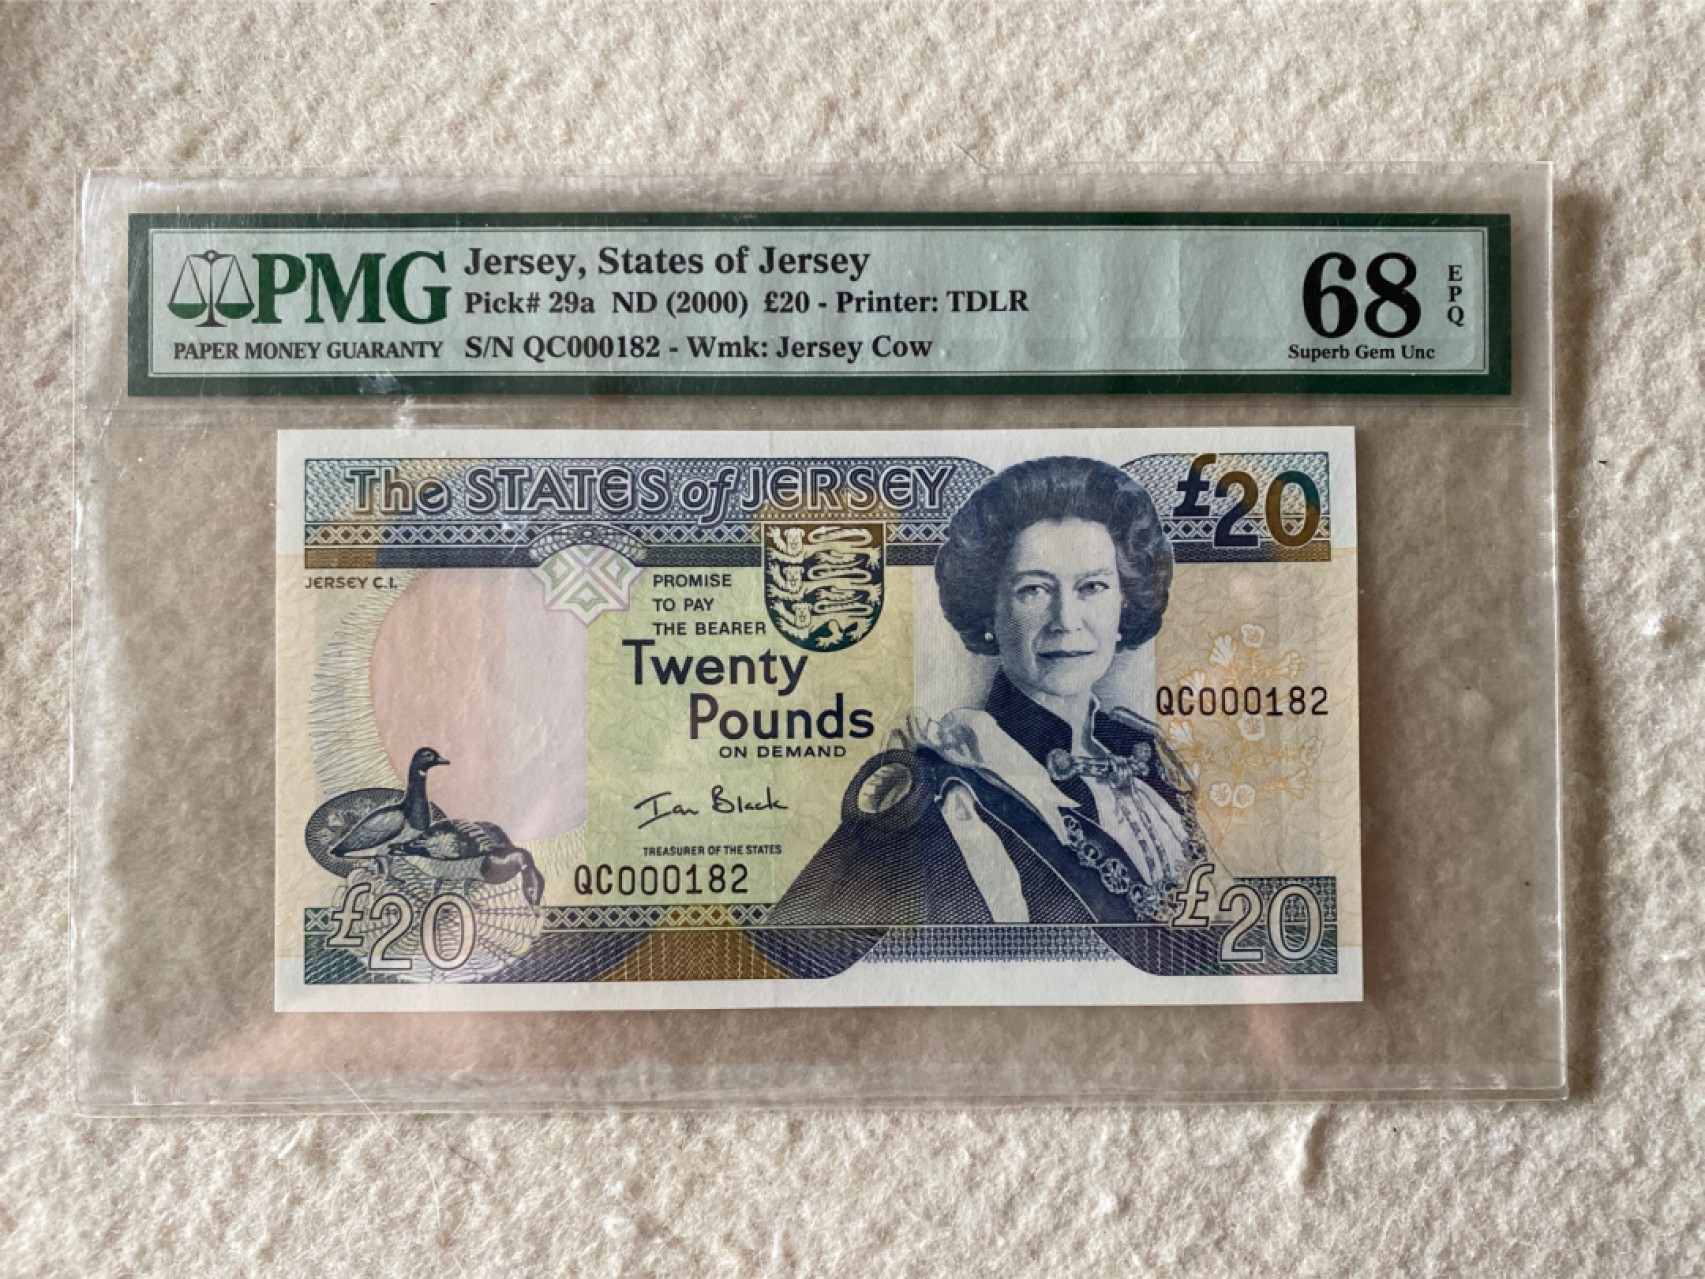 PMG
PAPER MONEY GUARANTY
Jersey, States of Jersey
Pick# 29a ND (2000) £20 - Printer: TDLR
S/N QC000182 - Wmk: Jersey Cow
68
EPQ
Superb Gem Unc
The STATES of JERSEY
£20
JERSEY C.I.
PROMISE
TO PAY
THE BEARER
Twenty
Pounds
ON DEMAND
QC000182
Ian Black
TREASURER OF THE STATES
QC000182
£20
£20